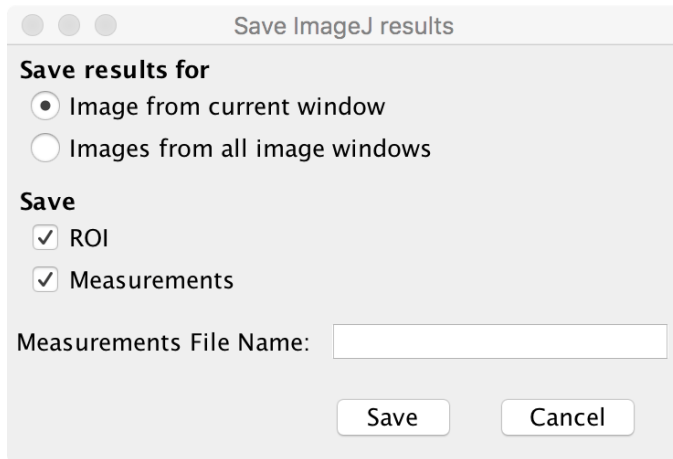 Save ImageJ results
Save results for
Image from current window
Images from all image windows
Save
ROI
Measurements
Measurements File Name:
Save Cancel